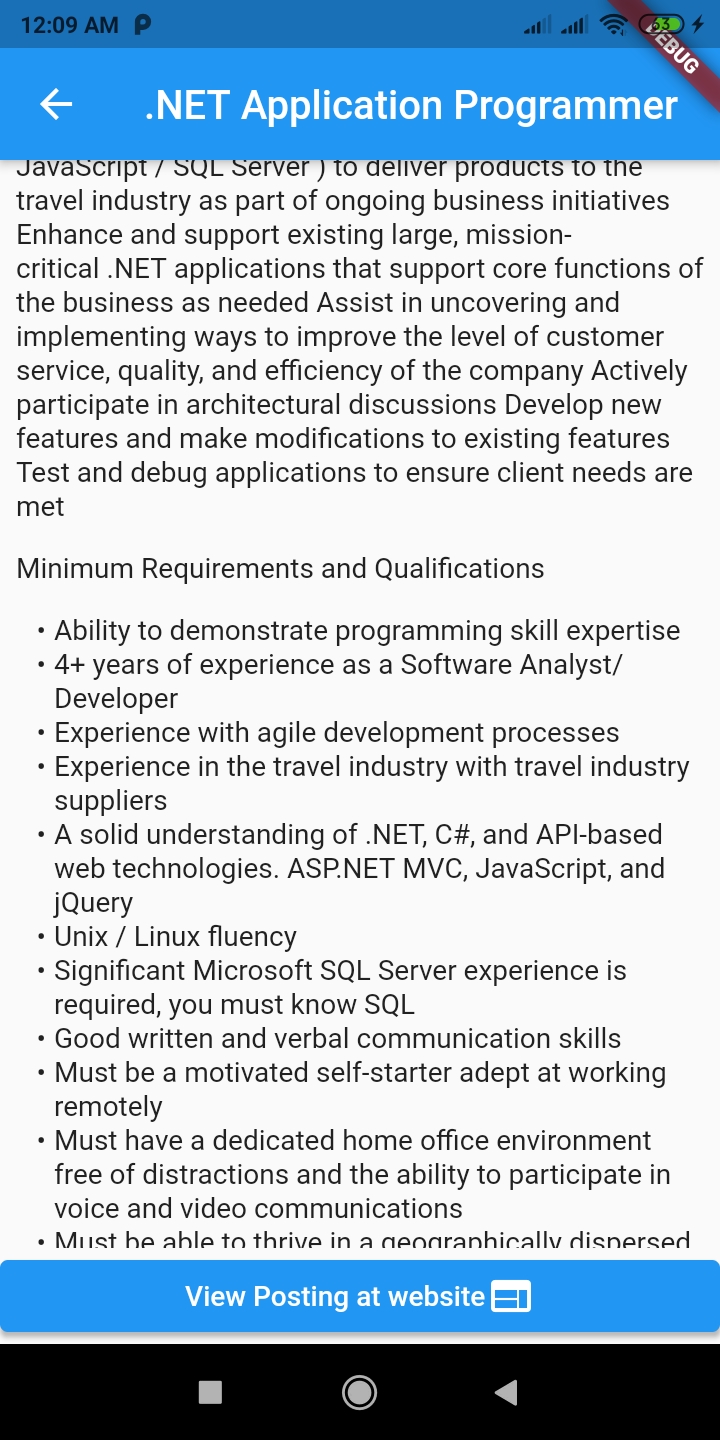 12:09 AM
63
DEBUG
.NET Application Programmer
JavaScript / SQL Server ) to deliver products to the
travel industry as part of ongoing business initiatives
Enhance and support existing large, mission-
critical .NET applications that support core functions of
the business as needed Assist in uncovering and
implementing ways to improve the level of customer
service, quality, and efficiency of the company Actively
participate in architectural discussions Develop new
features and make modifications to existing features
Test and debug applications to ensure client needs are
met
Minimum Requirements and Qualifications
• Ability to demonstrate programming skill expertise
• 4+ years of experience as a Software Analyst/
Developer
• Experience with agile development processes
• Experience in the travel industry with travel industry
suppliers
• A solid understanding of .NET, C#, and API-based
web technologies. ASP.NET MVC, JavaScript, and
jQuery
• Unix / Linux fluency
• Significant Microsoft SQL Server experience is
required, you must know SQL
• Good written and verbal communication skills
• Must be a motivated self-starter adept at working
remotely
• Must have a dedicated home office environment
free of distractions and the ability to participate in
voice and video communications
• Must be able to thrive in a geographically dispersed
View Posting at website